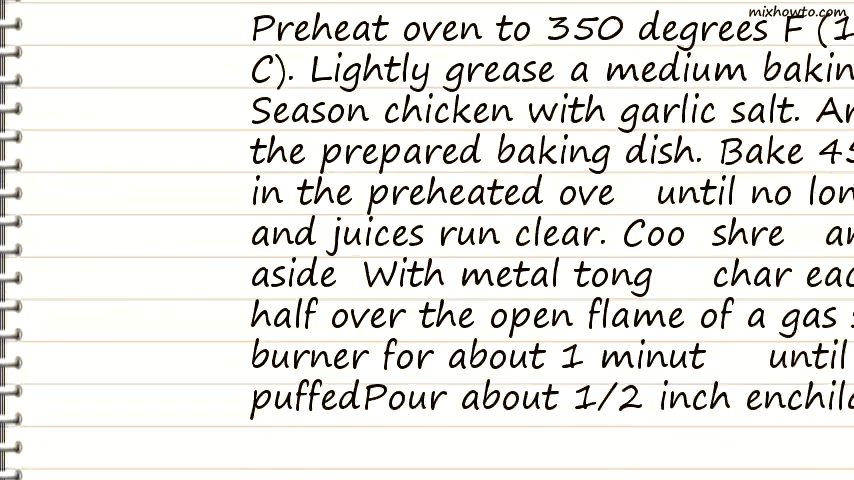 mixhowto.com
Preheat oven to 350 degrees F (1
C). Lightly grease a medium bakin
Season chicken with garlic salt. Ar
the prepared baking dish. Bake 45
in the preheated ove until no lon
and juices run clear. Coo shre an
aside With metal tong char eac
half over the open flame of a gas s
burner for about 1 minut until
puffedPour about 1/2 inch enchila